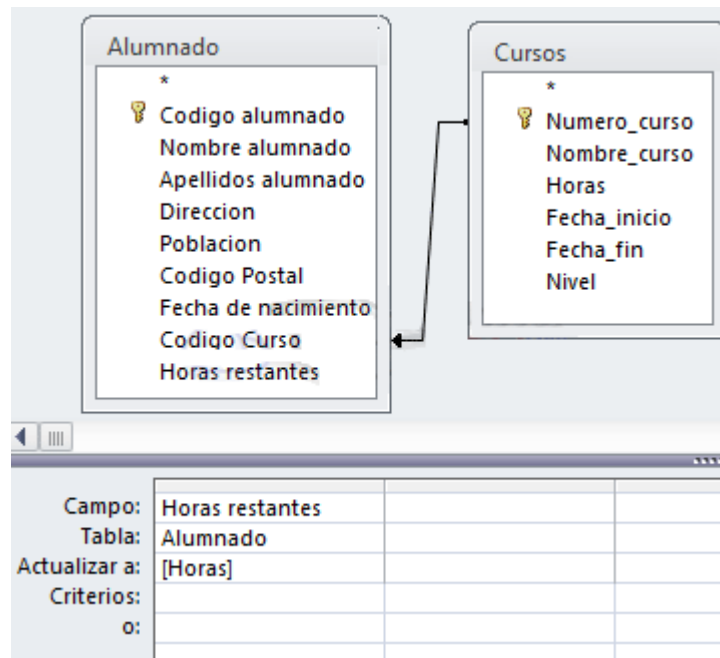 Alumnado
*
Codigo alumnado
Nombre alumnado
Apellidos alumnado
Direccion
Poblacion
Codigo Postal
Fecha de nacimiento
Codigo Curso
Horas restantes
Cursos
*
Numero_curso
Nombre_curso
Horas
Fecha_inicio
Fecha_fin
Nivel
Campo: Horas restantes
Tabla: Alumnado
Actualizar a: [Horas]
Criterios:
o: